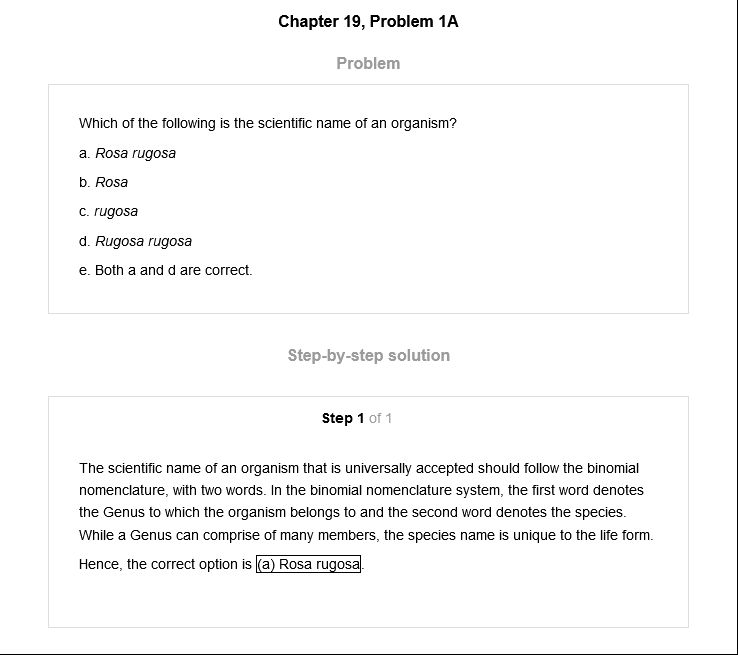 Chapter 19, Problem 1A
Problem
Which of the following is the scientific name of an organism?
a. Rosa rugosa
b. Rosa
c. rugosa
d. Rugosa rugosa
e. Both a and d are correct.
Step-by-step solution
Step 1 of 1
The scientific name of an organism that is universally accepted should follow the binomial
nomenclature, with two words. In the binomial nomenclature system, the first word denotes
the Genus to which the organism belongs to and the second word denotes the species.
While a Genus can comprise of many members, the species name is unique to the life form.
Hence, the correct option is (a) Rosa rugosa.